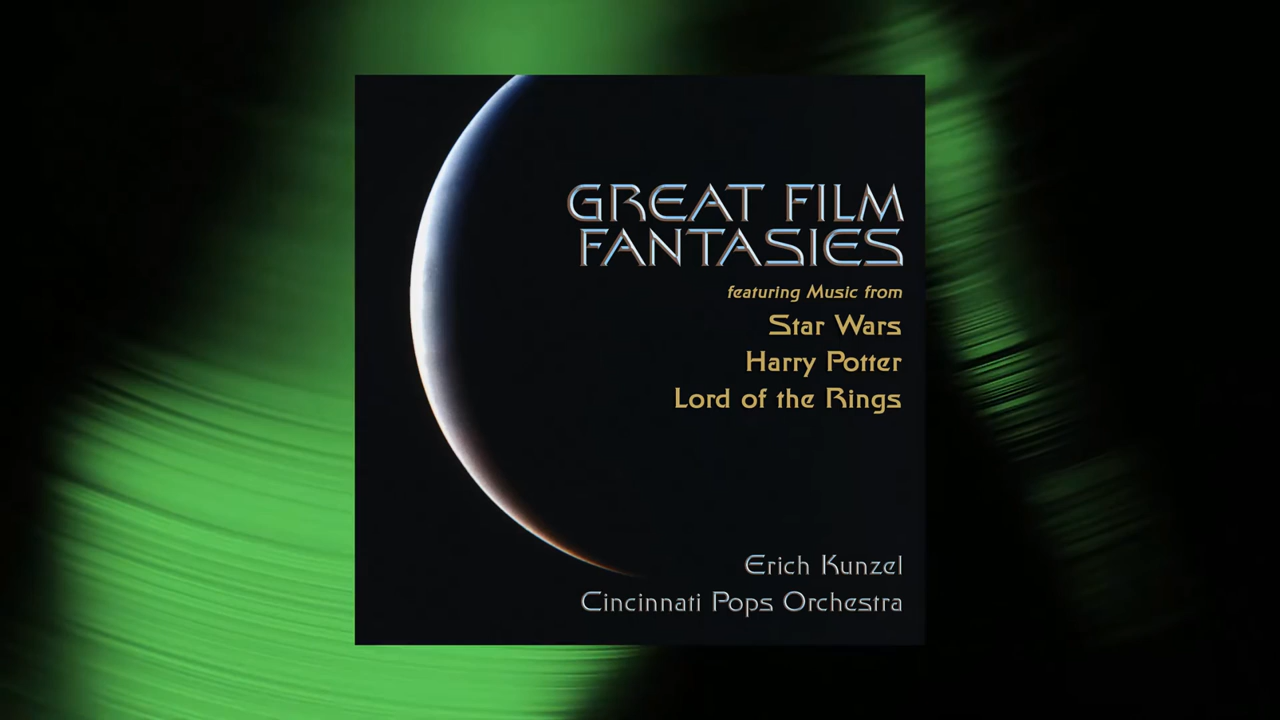 GREAT FILM
FANTASIES
featuring Music from
Star Wars
Harry Potter
Lord of the Rings
Erich Kunzel
Cincinnati Pops Orchestra